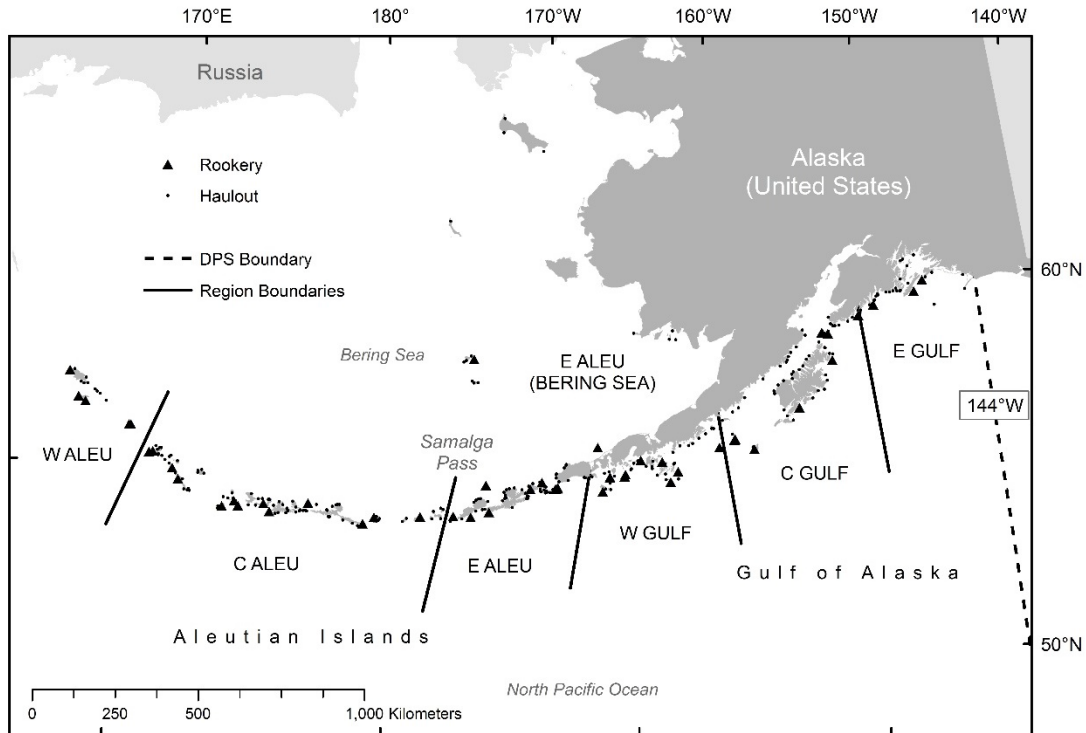 170°E 180° 170°W 160°W 150°W 140°W
Russia
Alaska
(United States)
Rookery
Haulout
DPS Boundary
Region Boundaries
60°N
Bering Sea
E ALEU
(BERING SEA)
E GULF
144°W
Samalga
Pass
W ALEU
C GULF
W GULF
C ALEU
E ALEU
Gulf of Alaska
Aleutian Islands
50°N
North Pacific Ocean
0 250 500 1,000 Kilometers